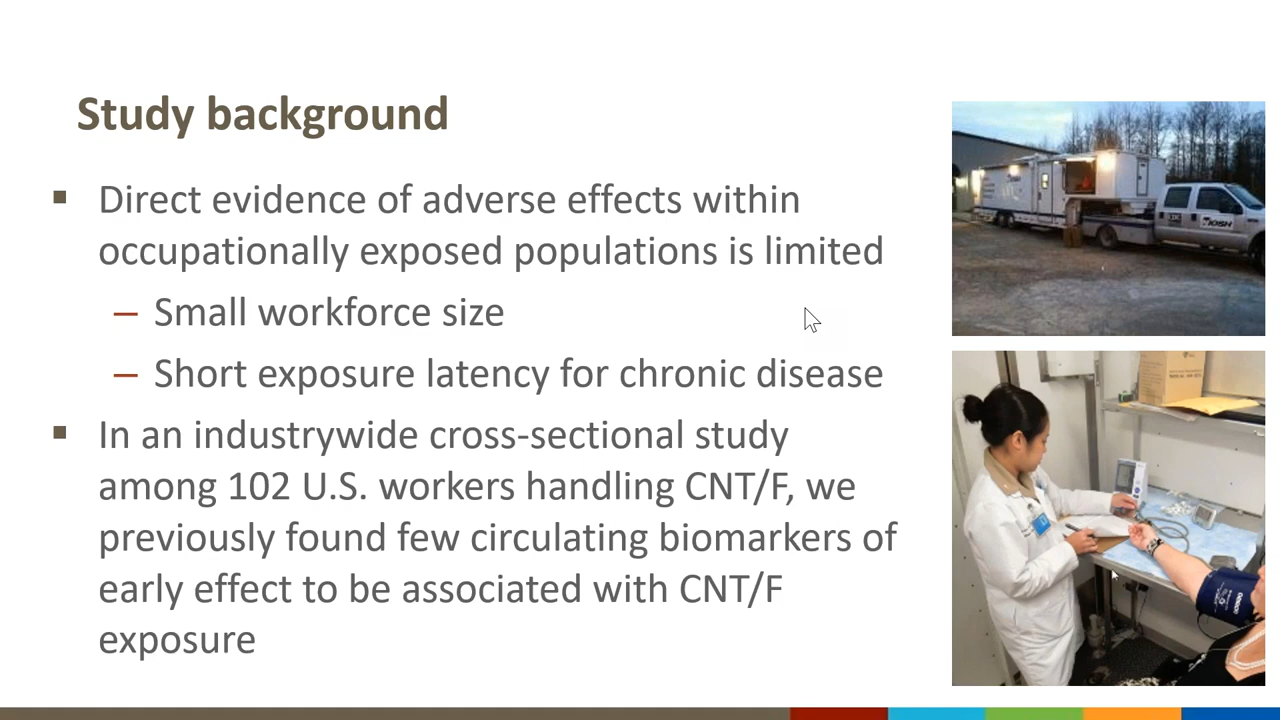 Study background
▪ Direct evidence of adverse effects within
occupationally exposed populations is limited
– Small workforce size
– Short exposure latency for chronic disease
▪ In an industrywide cross-sectional study
among 102 U.S. workers handling CNT/F, we
previously found few circulating biomarkers of
early effect to be associated with CNT/F
exposure
NIOSH